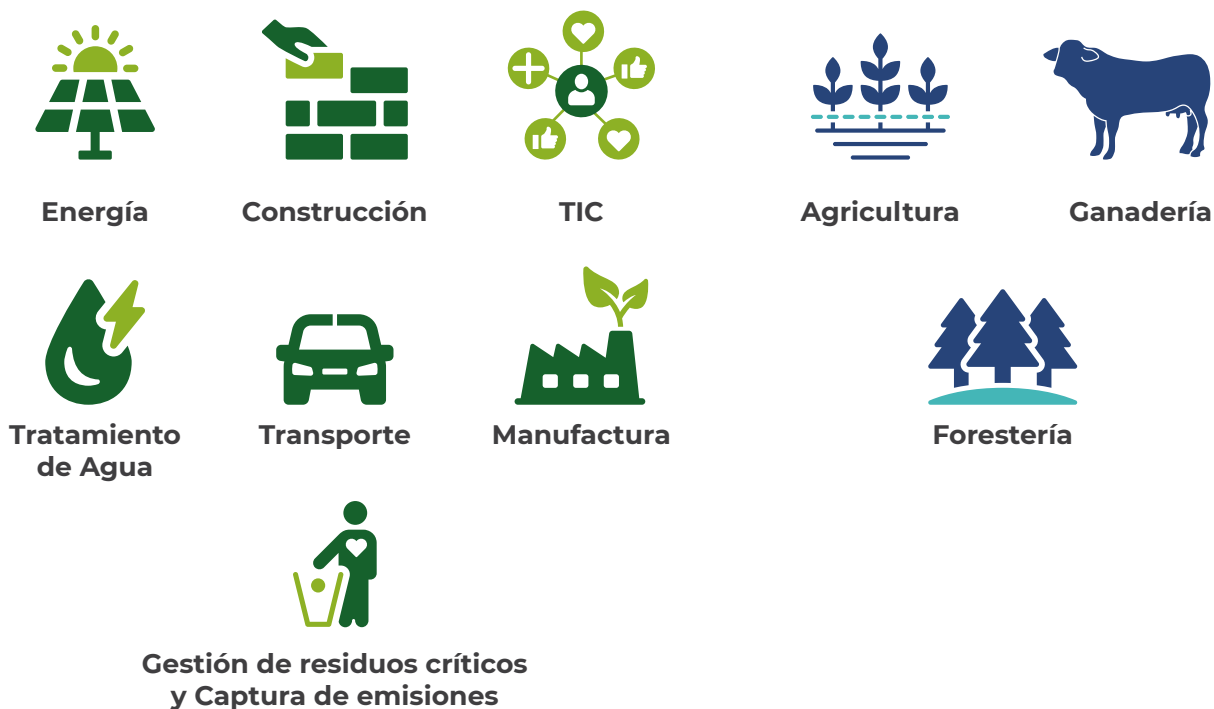 Energía
Construcción
TIC
Agricultura
Ganadería
Tratamiento
de Agua
Transporte
Manufactura
Forestería
Gestión de residuos críticos
y Captura de emisiones